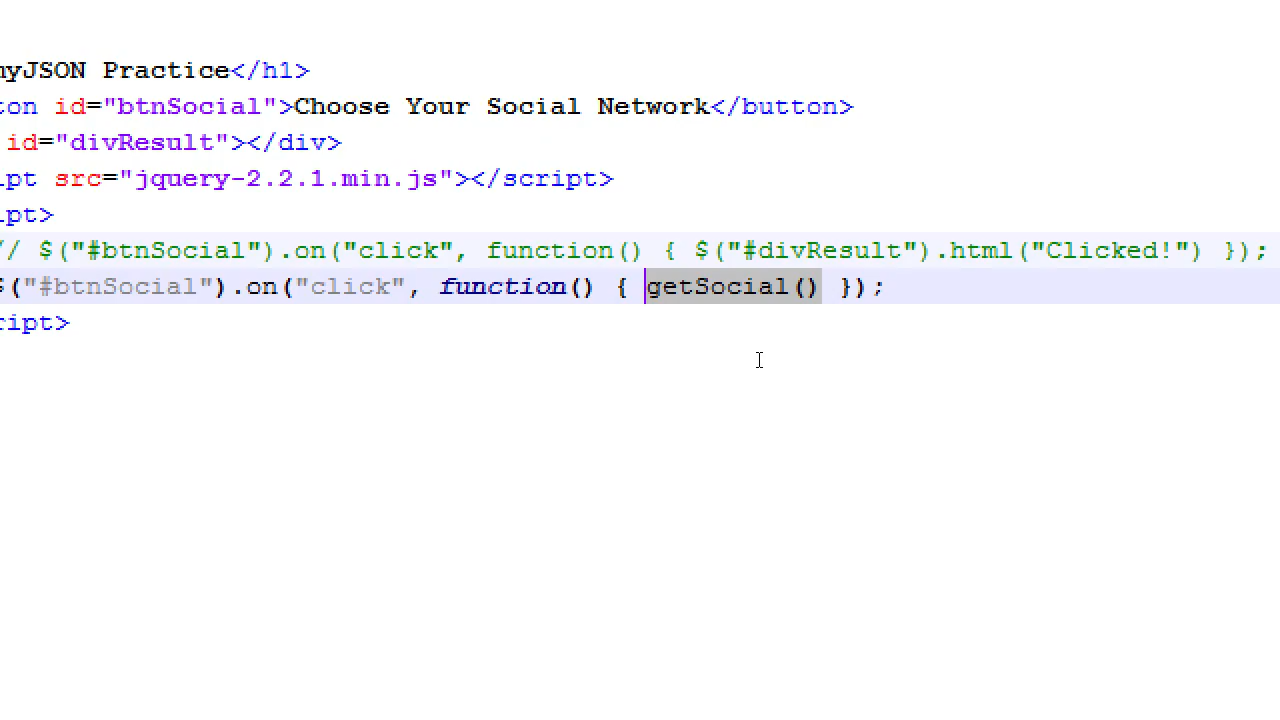 nyJSON Practice</h1>
ton id="btnSocial">Choose Your Social Network</button>
id="divResult"></div>
ipt src="jquery-2.2.1.min.js"></script>
ipt>
// $("#btnSocial").on("click", function() { $("#divResult").html("Clicked!") });
$("#btnSocial").on("click", function() { getSocial() });
ript>